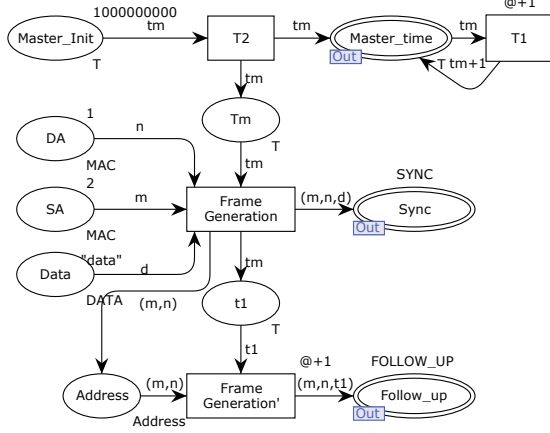 @+1
1000000000
Master_Init
tm
T2
tm
Master_time
tm
T1
T
Out
T
tm+1
tm
Tm
T
tm
1
DA
n
MAC
2
SA
m
MAC
Frame
Generation
(m,n,d)
SYNC
Sync
Out
"data"
Data
d
DATA
(m,n)
tm
t1
T
t1
@+1
FOLLOW_UP
Address
(m,n)
Address
Frame
Generation'
(m,n,t1)
Follow_up
Out